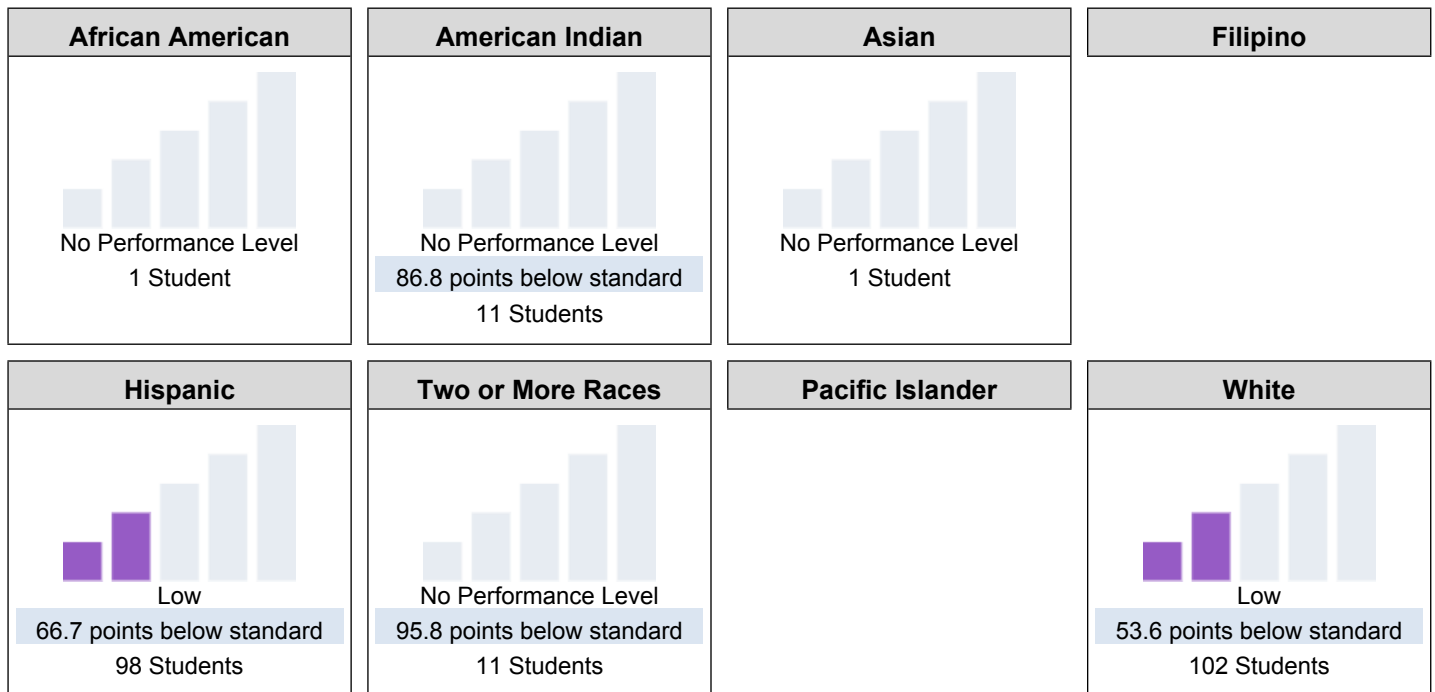 African American
No Performance Level
1 Student
American Indian
No Performance Level
86.8 points below standard
11 Students
Asian
No Performance Level
1 Student
Filipino
Hispanic
Low
66.7 points below standard
98 Students
Two or More Races
No Performance Level
95.8 points below standard
11 Students
Pacific Islander
White
Low
53.6 points below standard
102 Students